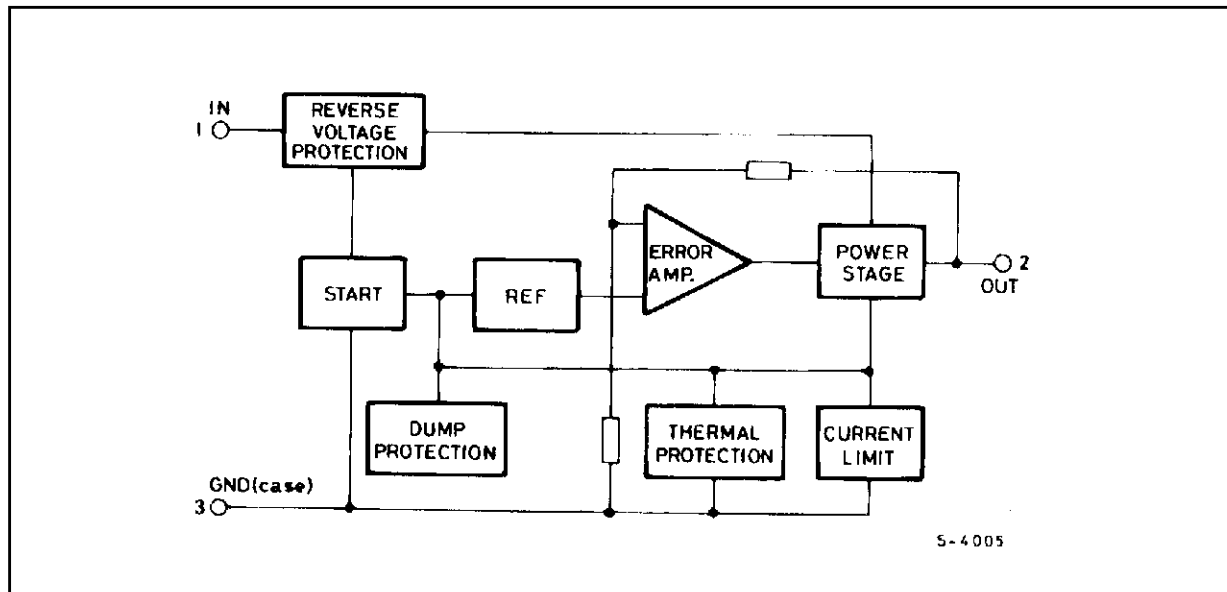 IN
1
REVERSE
VOLTAGE
PROTECTION
ERROR
AMP.
POWER
STAGE
2
OUT
START
REF
DUMP
PROTECTION
THERMAL
PROTECTION
CURRENT
LIMIT
GND(case)
3
S-4005